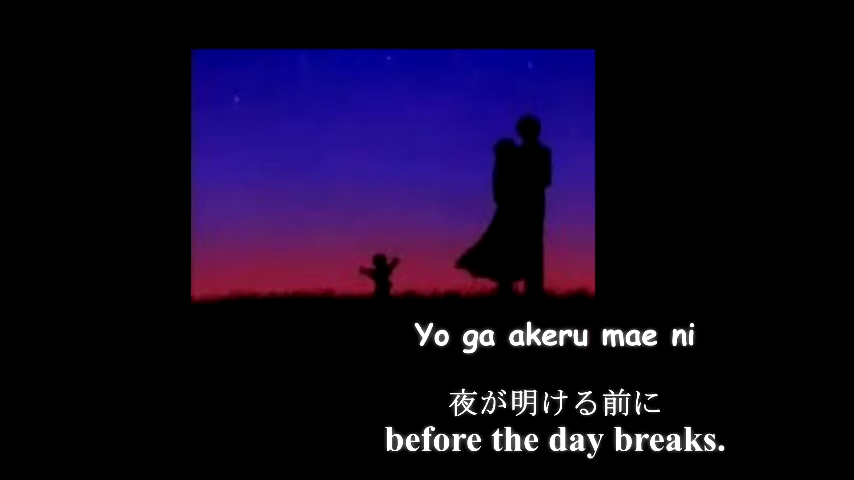 Yo ga akeru mae ni
夜が明ける前に
before the day breaks.